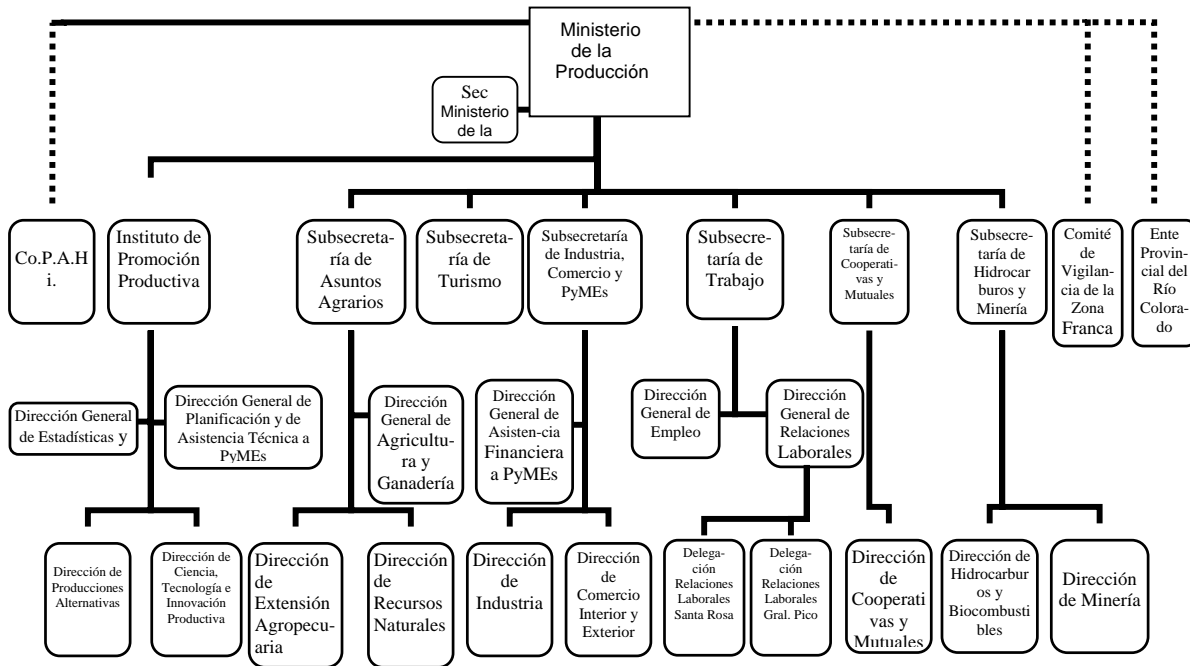 Ministerio
de la
Producción
Sec
Ministerio
de la
Co.P.A.H
i.
Instituto de
Promoción
Productiva
Subsecreta-
ría de
Asuntos
Agrarios
Subsecreta-
ría de
Turismo
Subsecretaría
de Industria,
Comercio y
PyMEs
Subsecre-
taría de
Trabajo
Subsecre-
taría de
Cooperati-
vas y
Mutuales
Subsecre-
taría de
Hidrocar
buros y
Minería
Comité
de
Vigilan-
cia de la
Zona
Franca
Ente
Provin-
cial del
Río
Colora-
do
Dirección General
de Estadísticas y
Dirección General de
Planificación y de
Asistencia Técnica a
PyMEs
Dirección
General de
Agricultu-
ra y
Ganadería
Dirección
General de
Asisten-cia
Financiera
a PyMEs
Dirección
General de
Empleo
Dirección
General de
Relaciones
Laborales
Dirección de
Producciones
Alternativas
Dirección de
Ciencia,
Tecnología e
Innovación
Productiva
Dirección
de
Extensión
Agropecu-
aria
Dirección
de
Recursos
Naturales
Dirección
de
Industria
Dirección
de
Comercio
Interior y
Exterior
Delega-
ción
Relaciones
Laborales
Santa Rosa
Delega-
ción
Relaciones
Laborales
Gral. Pico
Dirección
de
Cooperati
vas y
Mutuales
Dirección de
Hidrocarbur
os y
Biocombusti
bles
Dirección
de Minería